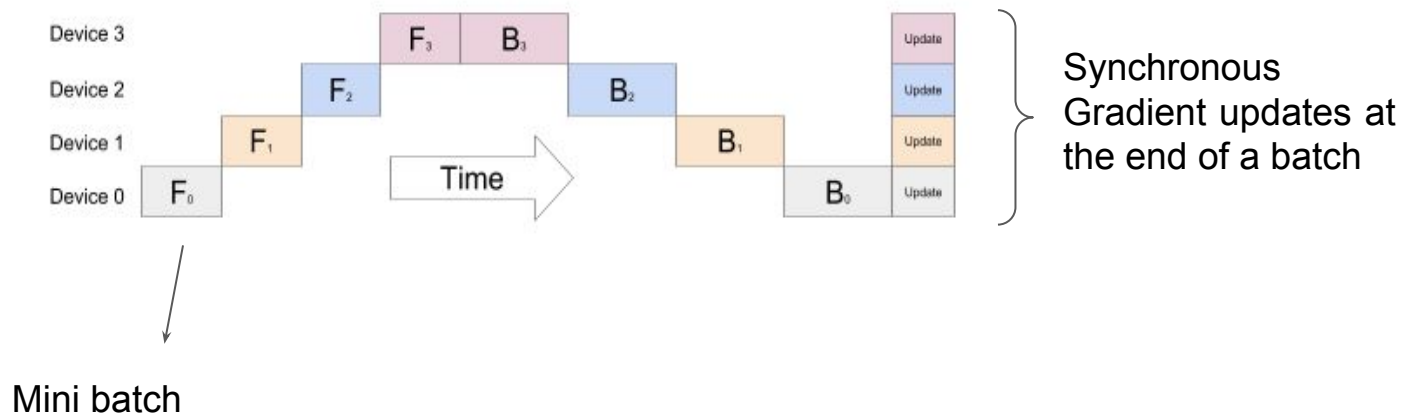 Device 3
F₃ B₃ Update
Device 2
F₂ B₂ Update
Device 1
F₁ B₁ Update
Device 0
F₀ B₀ Update
Time
Synchronous
Gradient updates at
the end of a batch
Mini batch